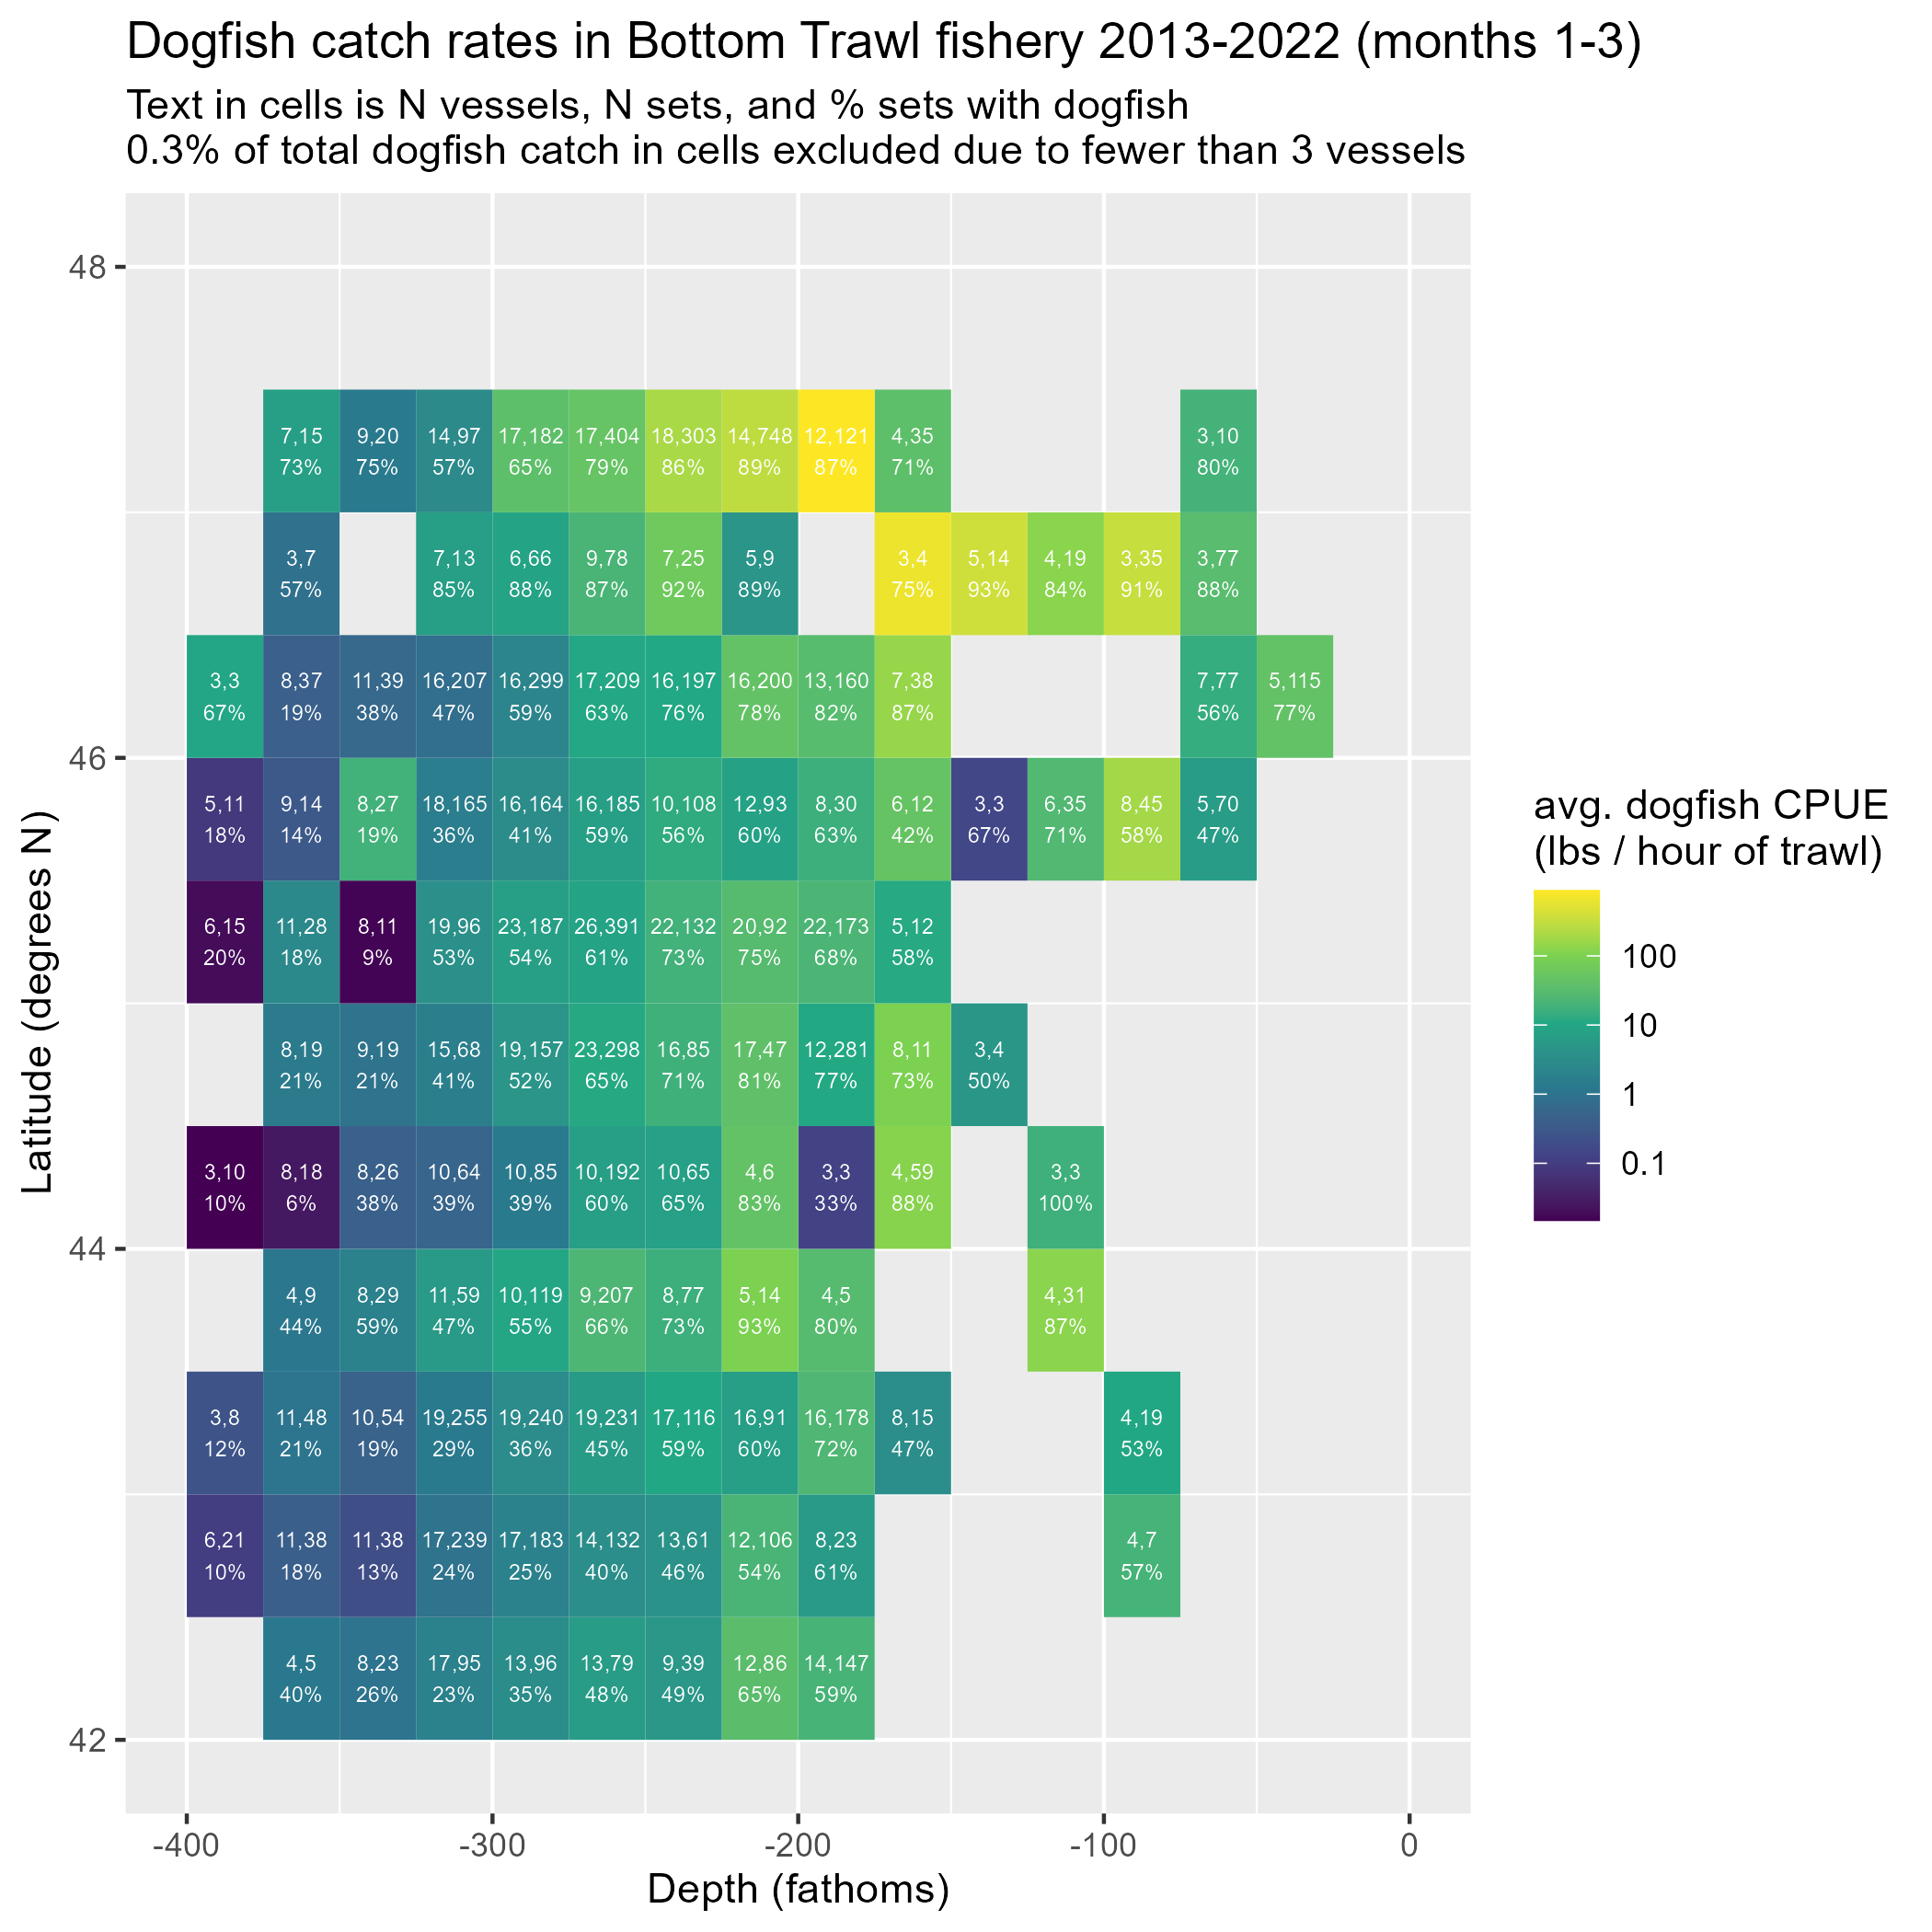 Dogfish catch rates in Bottom Trawl fishery 2013-2022 (months 1-3)
Text in cells is N vessels, N sets, and % sets with dogfish
0.3% of total dogfish catch in cells excluded due to fewer than 3 vessels
48
7,15 9,20 14,97 17,182 17,404 18,303 14,748 12,121 4,35 3,10
73% 75% 57% 65% 79% 86% 89% 87% 71% 80%
3,7 7,13 6,66 9,78 7,25 5,9 3,4 5,14 4,19 3,35 3,77
57% 85% 88% 87% 92% 89% 75% 93% 84% 91% 88%
3,3 8,37 11,39 16,207 16,299 17,209 16,197 16,200 13,160 7,38 7,77 5,115
67% 19% 38% 47% 59% 63% 76% 78% 82% 87% 56% 77%
46
5,11 9,14 8,27 18,165 16,164 16,185 10,108 12,93 8,30 6,12 3,3 6,35 8,45 5,70
18% 14% 19% 36% 41% 59% 56% 60% 63% 42% 67% 71% 58% 47%
6,15 11,28 8,11 19,96 23,187 26,391 22,132 20,92 22,173 5,12
20% 18% 9% 53% 54% 61% 73% 75% 68% 58%
8,19 9,19 15,68 19,157 23,298 16,85 17,47 12,281 8,11 3,4
21% 21% 41% 52% 65% 71% 81% 77% 73% 50%
3,10 8,18 8,26 10,64 10,85 10,192 10,65 4,6 3,3 4,59 3,3
10% 6% 38% 39% 39% 60% 65% 83% 33% 88% 100%
44
4,9 8,29 11,59 10,119 9,207 8,77 5,14 4,5 4,31
44% 59% 47% 55% 66% 73% 93% 80% 87%
3,8 11,48 10,54 19,255 19,240 19,231 17,116 16,91 16,178 8,15 4,19
12% 21% 19% 29% 36% 45% 59% 60% 72% 47% 53%
6,21 11,38 11,38 17,239 17,183 14,132 13,61 12,106 8,23 4,7
10% 18% 13% 24% 25% 40% 46% 54% 61% 57%
4,5 8,23 17,95 13,96 13,79 9,39 12,86 14,147
40% 26% 23% 35% 48% 49% 65% 59%
42
-400 -300 -200 -100 0
Depth (fathoms)
Latitude (degrees N)
avg. dogfish CPUE
(lbs / hour of trawl)
100
10
1
0.1